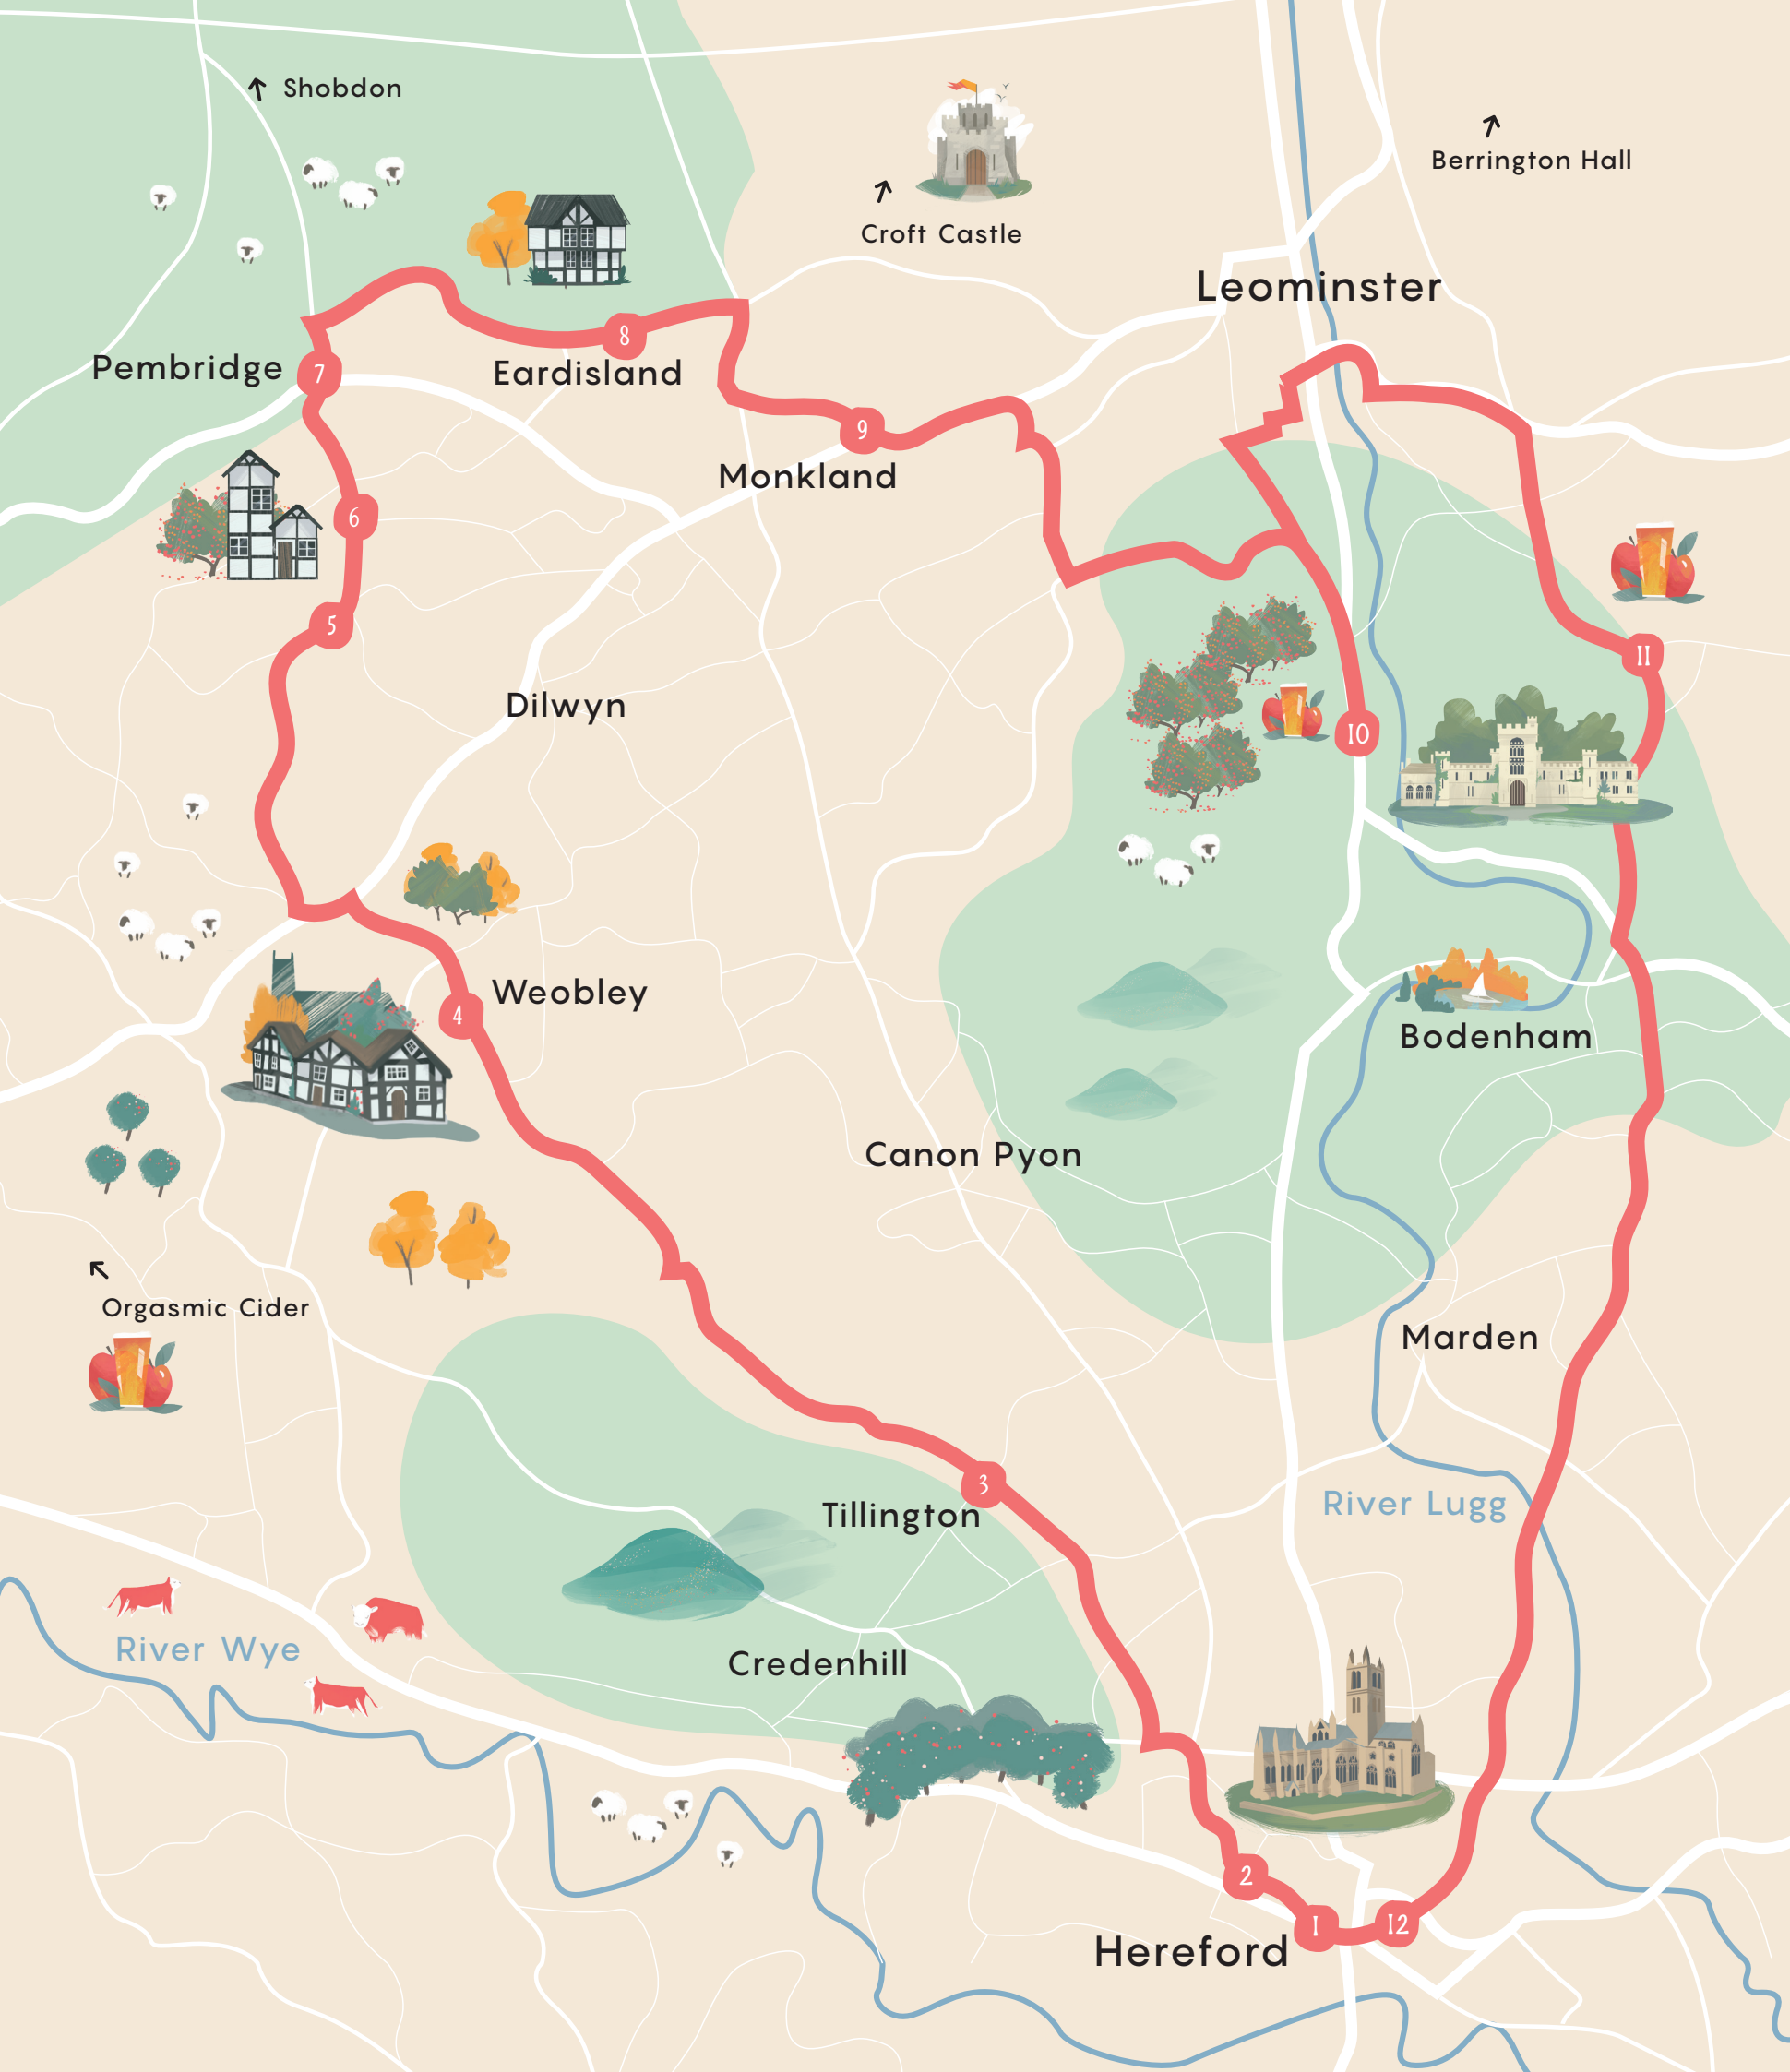 Shobdon
Berrington Hall
Croft Castle
Leominster
8
Pembridge
7
Eardisland
9
Monkland
6
5
11
Dilwyn
10
Weobley
4
Bodenham
Canon Pyon
Orgasmic Cider
Marden
3
Tillington
River Lugg
River Wye
Credenhill
2
1
12
Hereford